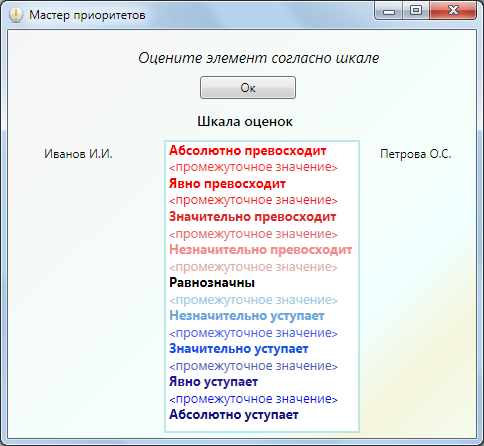 Мастер приоритетов
Оцените элемент согласно шкале
Ок
Шкала оценок
Иванов И.И.
Петрова О.С.
Абсолютно превосходит
<промежуточное значение>
Явно превосходит
<промежуточное значение>
Значительно превосходит
<промежуточное значение>
Незначительно превосходит
<промежуточное значение>
Равнозначны
<промежуточное значение>
Незначительно уступает
<промежуточное значение>
Значительно уступает
<промежуточное значение>
Явно уступает
<промежуточное значение>
Абсолютно уступает